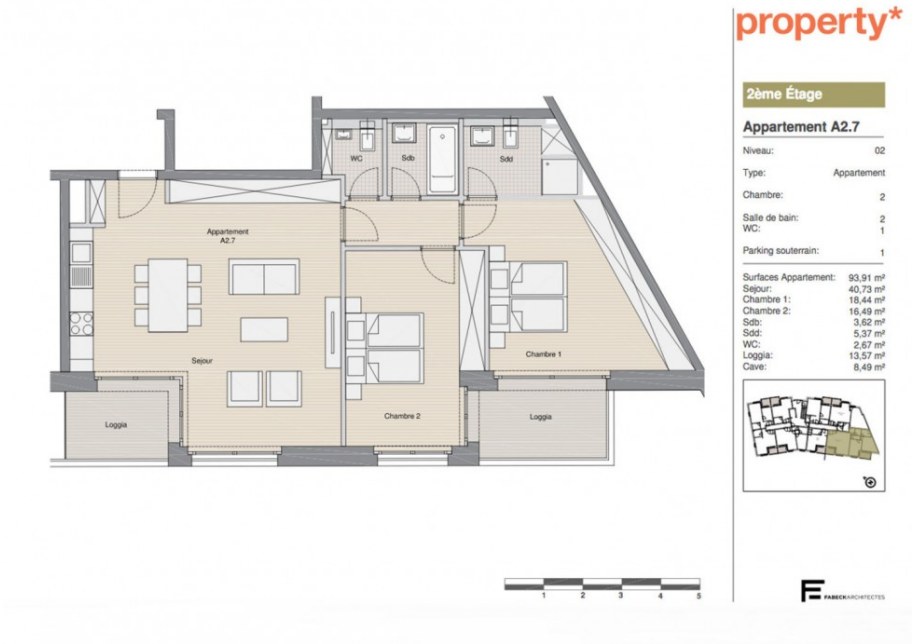 property*
2ème Étage
Appartement A2.7
Niveau: 02
Type: Appartement
Chambre: 2
Salle de bain: 2
WC: 1
Parking souterrain: 1
Surfaces Appartement: 93,91 m²
Sejour: 40,73 m²
Chambre 1: 18,44 m²
Chambre 2: 16,49 m²
Sdb: 3,62 m²
Sdd: 5,37 m²
WC: 2,67 m²
Loggia: 13,57 m²
Cave: 8,49 m²
WC
Sdb
Sdd
Appartement
A2.7
Sejour
Chambre 1
Chambre 2
Loggia
Loggia
1 2 3 4 5
FABECKARCHITECTES